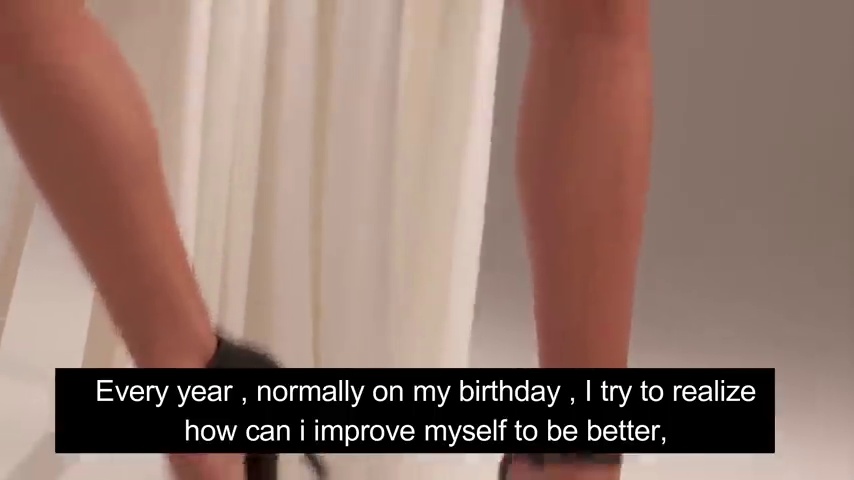 Every year , normally on my birthday , I try to realize
how can i improve myself to be better,